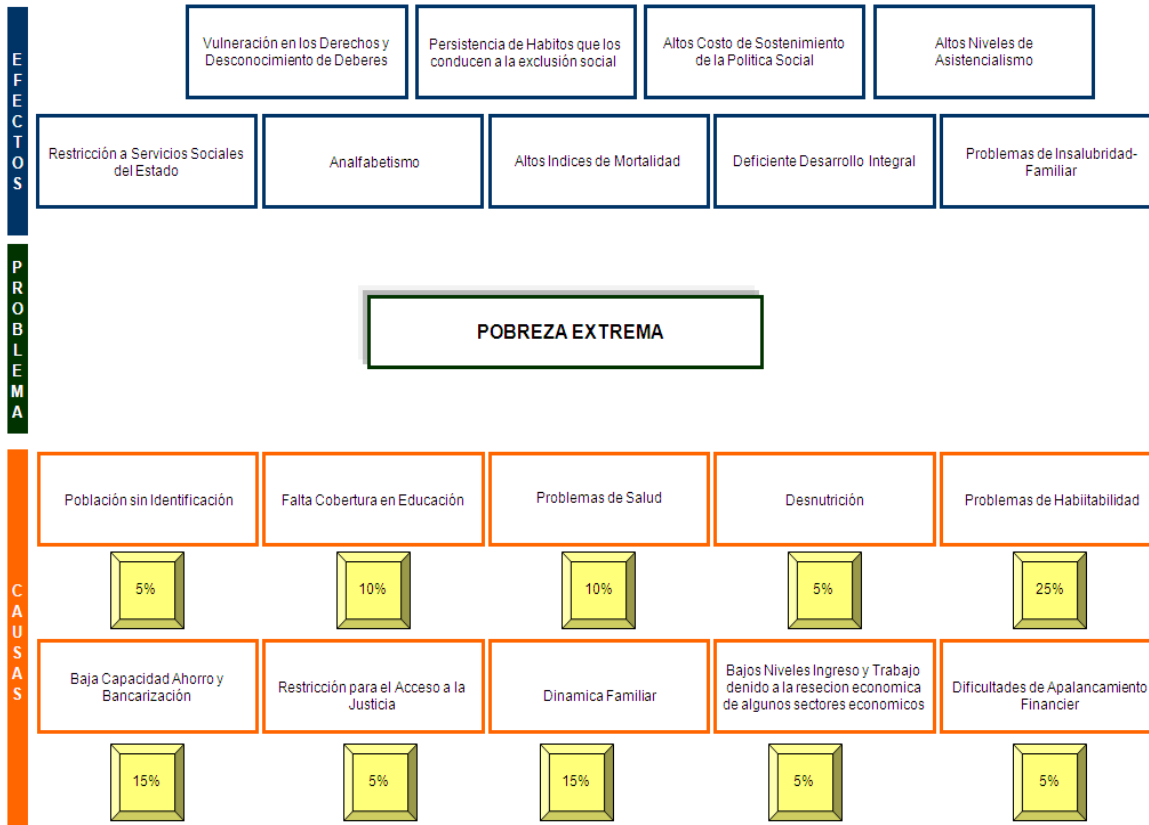 EFECTOS
Vulneración en los Derechos y
Desconocimiento de Deberes
Persistencia de Habitos que los
conducen a la exclusión social
Altos Costo de Sostenimiento
de la Politica Social
Altos Niveles de
Asistencialismo
Restricción a Servicios Sociales
del Estado
Analfabetismo
Altos Indices de Mortalidad
Deficiente Desarrollo Integral
Problemas de Insalubridad-
Familiar
PROBLEMA
POBREZA EXTREMA
CAUSAS
Población sin Identificación
Falta Cobertura en Educación
Problemas de Salud
Desnutrición
Problemas de Habiitabilidad
5%
10%
10%
5%
25%
Baja Capacidad Ahorro y
Bancarización
Restricción para el Acceso a la
Justicia
Dinamica Familiar
Bajos Niveles Ingreso y Trabajo
denido a la resecion economica
de algunos sectores economicos
Dificultades de Apalancamiento
Financier
15%
5%
15%
5%
5%